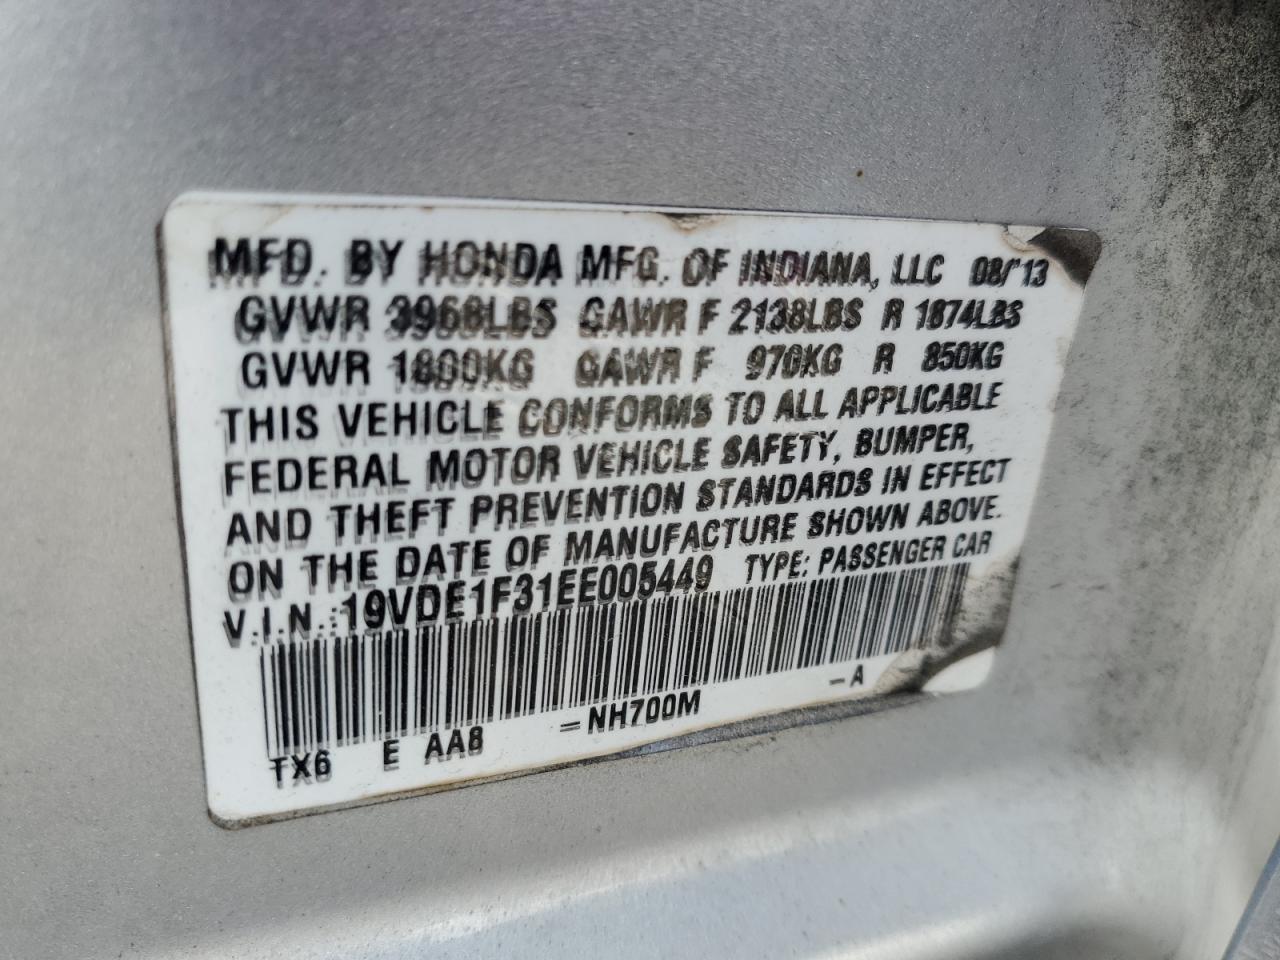 MFD. BY HONDA MFG. OF INDIANA, LLC 08/'13
GVWR 3968LBS GAWR F 2138LBS R 1874LBS
GVWR 1800KG GAWR F 970KG R 850KG
THIS VEHICLE CONFORMS TO ALL APPLICABLE
FEDERAL MOTOR VEHICLE SAFETY, BUMPER,
AND THEFT PREVENTION STANDARDS IN EFFECT
ON THE DATE OF MANUFACTURE SHOWN ABOVE.
V.I.N.:19VDE1F31EE005449 TYPE: PASSENGER CAR
TX6 E AA8 =NH700M -A